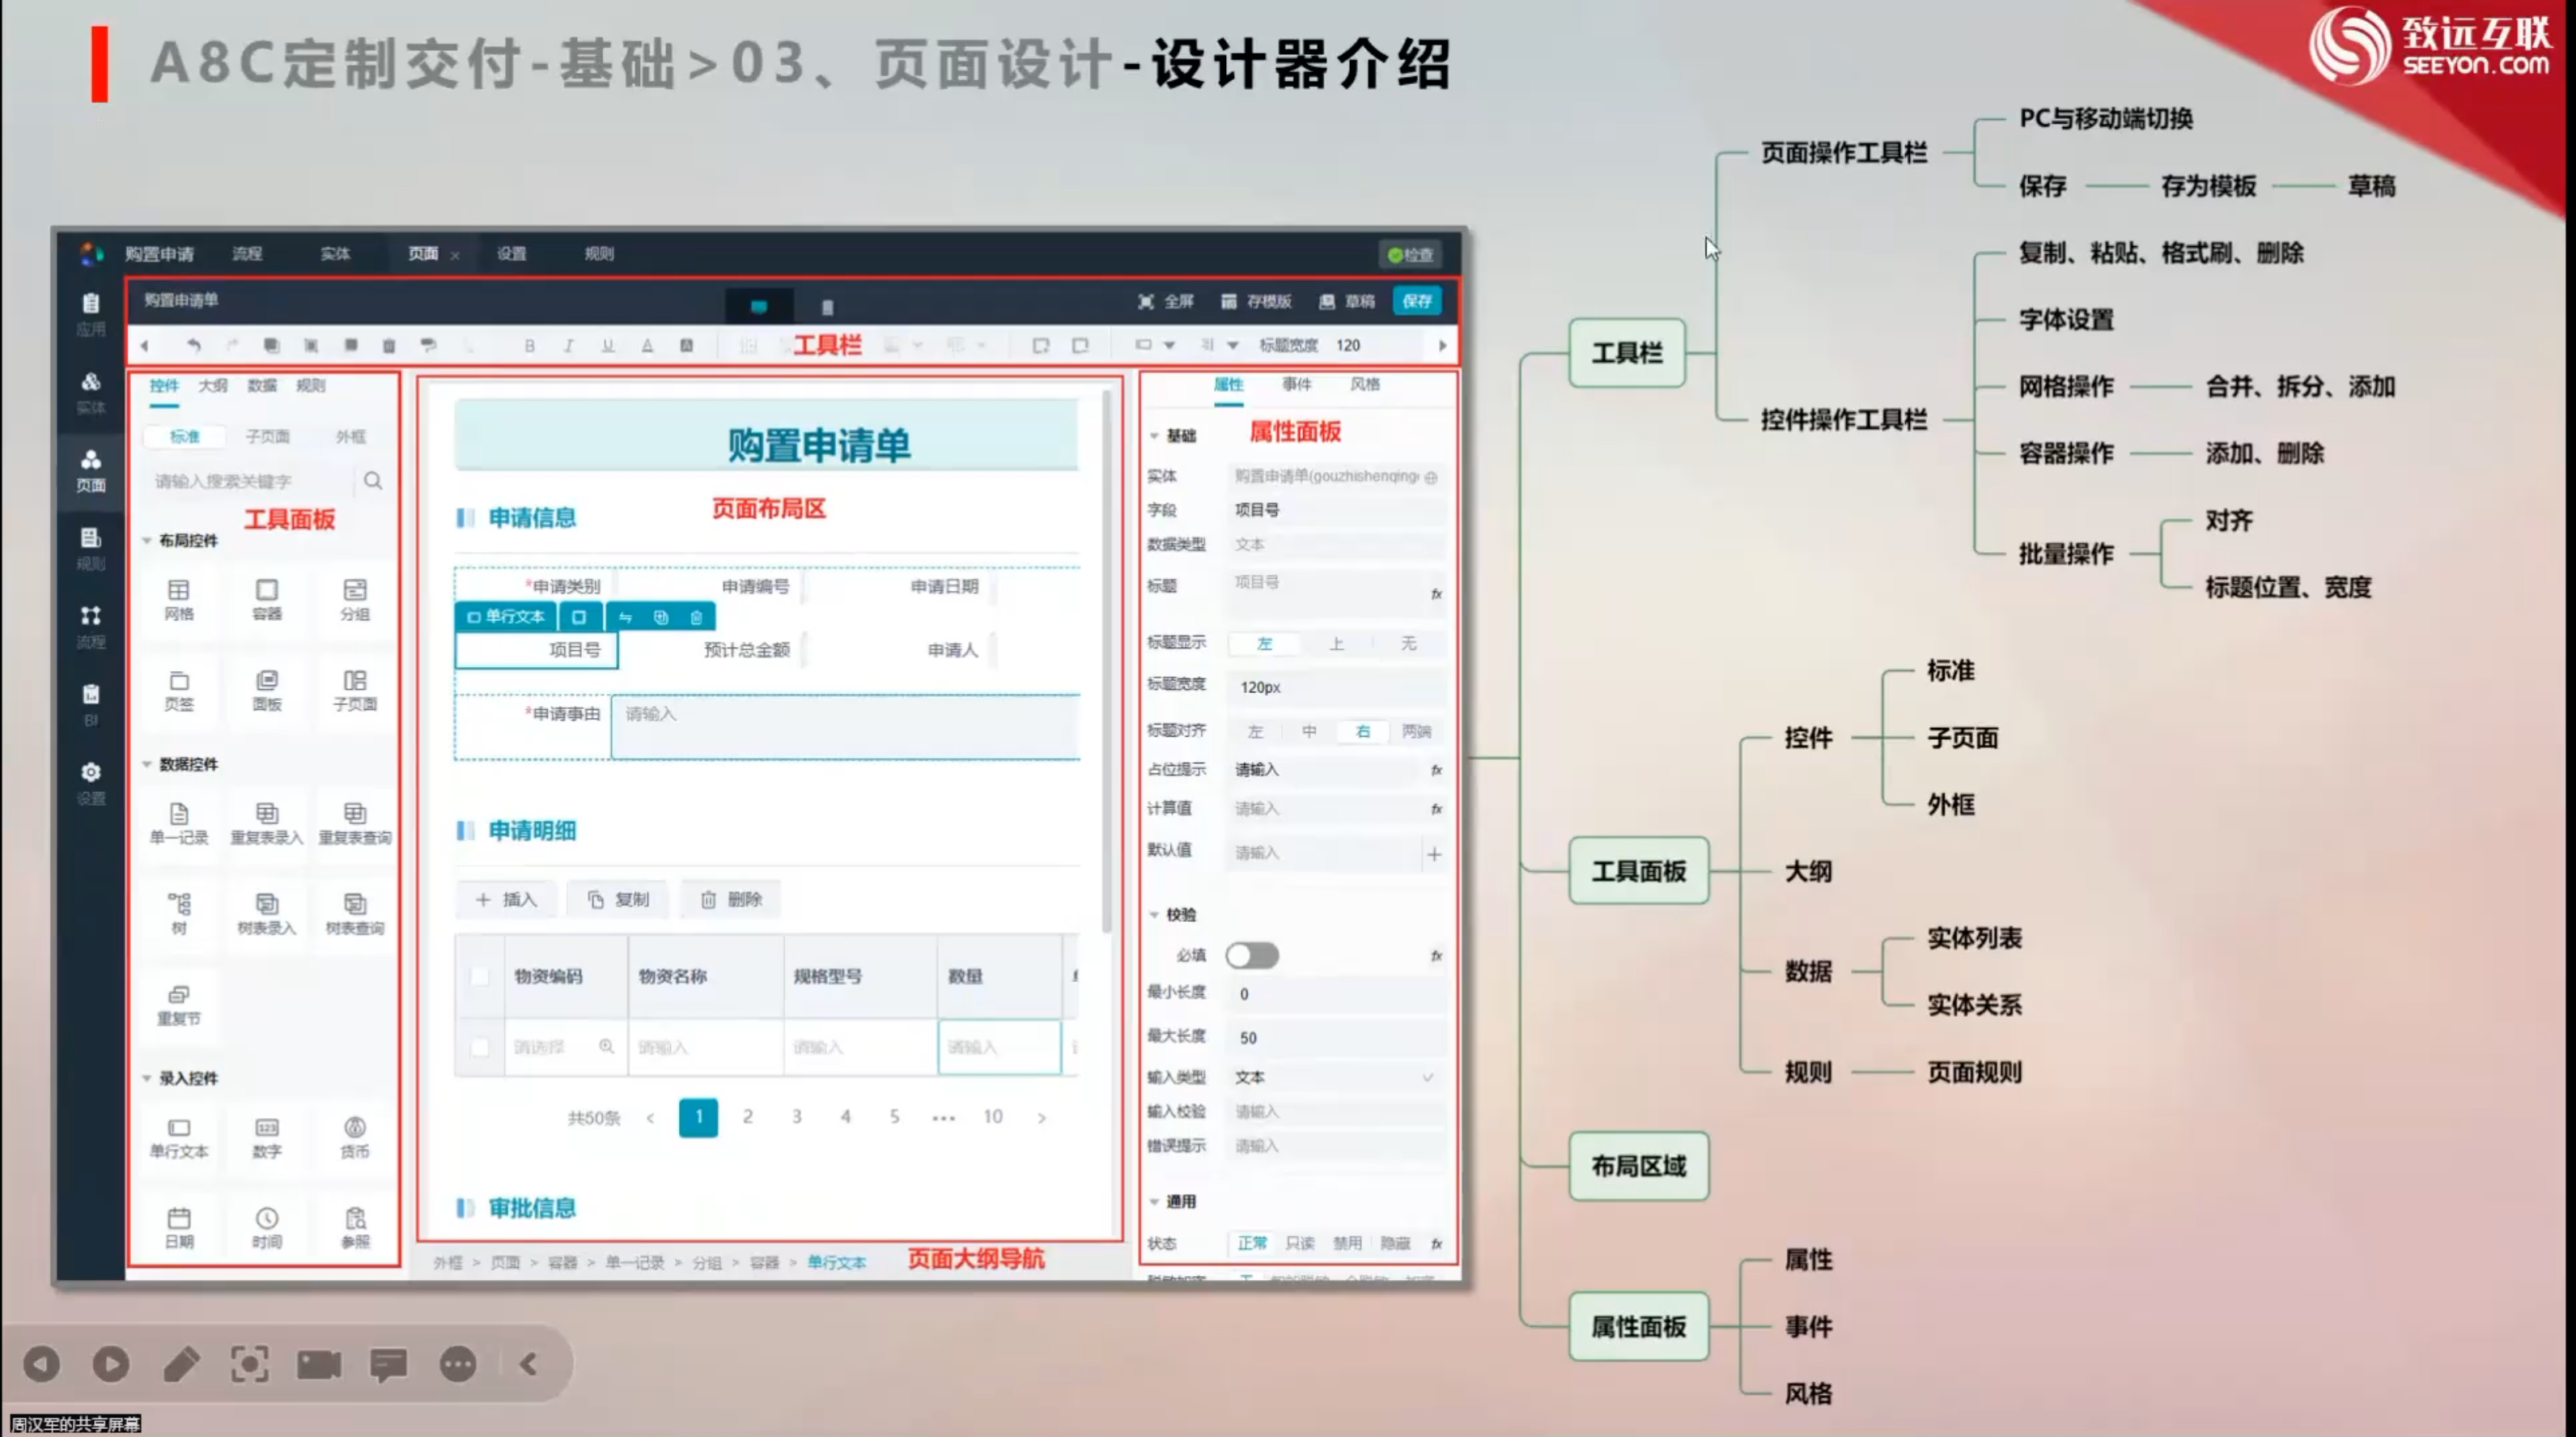 A8C定制交付-基础>03、页面设计-设计器介绍
致远互联
SEEYON.COM
购置申请 流程 实体 页面 设置 规则 检查
购置申请单 全屏 存模版 草稿 保存
工具栏 标题宽度 120
应用
实体
页面
规则
流程
BI
设置
控件 大纲 数据 规则
标准 子页面 外框
请输入搜索关键字
工具面板
布局控件
网格 容器 分组
页签 面板 子页面
数据控件
单一记录 重复表录入 重复表查询
树 树表录入 树表查询
重复节
录入控件
单行文本 数字 货币
日期 时间 参照
购置申请单
页面布局区
申请信息
*申请类别 申请编号 申请日期
单行文本
项目号 预计总金额 申请人
*申请事由 请输入
申请明细
插入 复制 删除
物资编码 物资名称 规格型号 数量
请选择 请输入 请输入 请输入
共50条 < 1 2 3 4 5 ••• 10 >
审批信息
外框 > 页面 > 容器 > 单一记录 > 分组 > 容器 > 单行文本
页面大纲导航
属性 事件 风格
基础 属性面板
实体 购置申请单(gouzhishenqing
字段 项目号
数据类型 文本
标题 项目号 fx
标题显示 左 上 无
标题宽度 120px
标题对齐 左 中 右 两端
占位提示 请输入 fx
计算值 请输入 fx
默认值 请输入
校验
必填 fx
最小长度 0
最大长度 50
输入类型 文本
输入校验 请输入
错误提示 请输入
通用
状态 正常 只读 禁用 隐藏 fx
工具栏
页面操作工具栏
PC与移动端切换
保存 存为模板 草稿
控件操作工具栏
复制、粘贴、格式刷、删除
字体设置
网格操作 合并、拆分、添加
容器操作 添加、删除
批量操作
对齐
标题位置、宽度
工具面板
控件
标准
子页面
外框
大纲
数据
实体列表
实体关系
规则 页面规则
布局区域
属性面板
属性
事件
风格
周汉军的共享屏幕